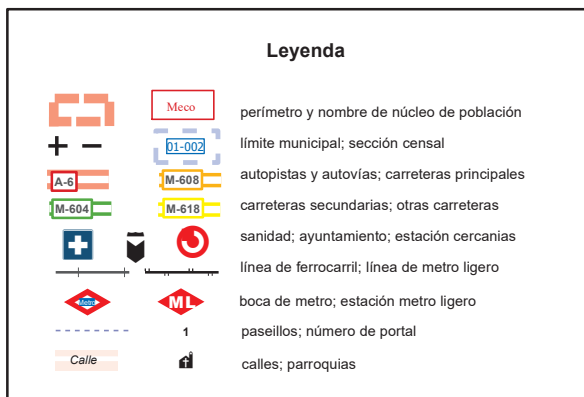 Leyenda
Meco perímetro y nombre de núcleo de población
01-002 límite municipal; sección censal
A-6 M-608 autopistas y autovías; carreteras principales
M-604 M-618 carreteras secundarias; otras carreteras
sanidad; ayuntamiento; estación cercanias
línea de ferrocarril; línea de metro ligero
Metro ML boca de metro; estación metro ligero
1 paseillos; número de portal
Calle calles; parroquias